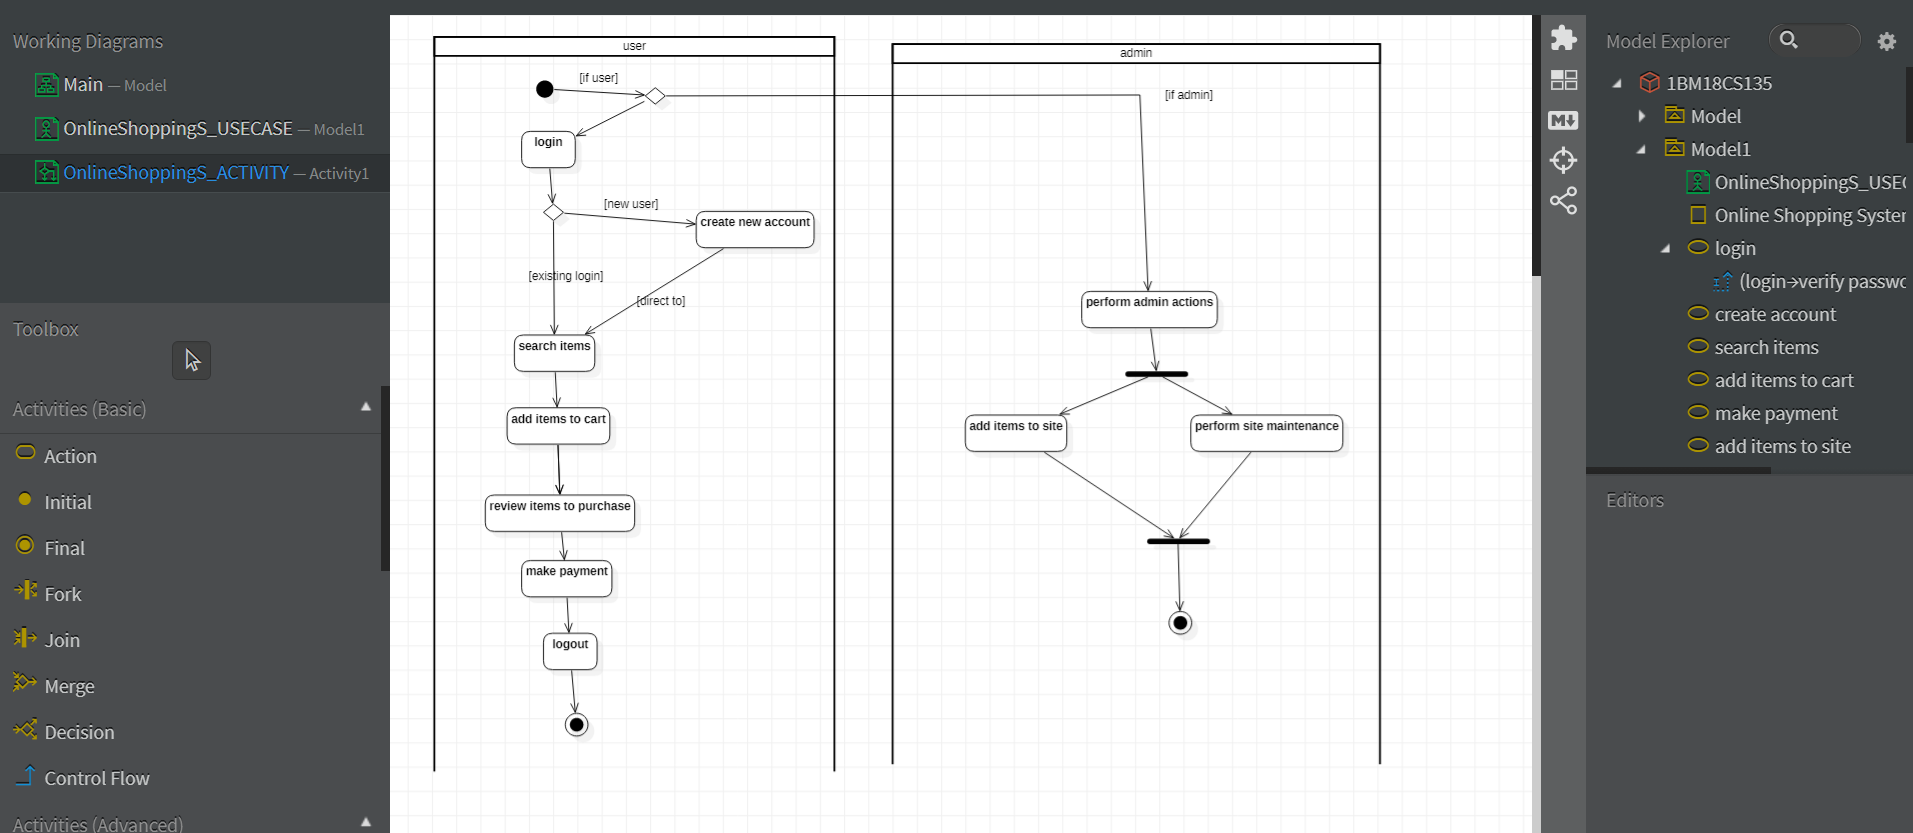 Working Diagrams
Main — Model
OnlineShoppingS_USECASE — Model1
OnlineShoppingS_ACTIVITY — Activity1
Toolbox
Activities (Basic)
Action
Initial
Final
Fork
Join
Merge
Decision
Control Flow
Activities (Advanced)
user
[if user]
login
[new user]
create new account
[existing login]
[direct to]
search items
add items to cart
review items to purchase
make payment
logout
admin
[if admin]
perform admin actions
add items to site
perform site maintenance
M
Model Explorer
1BM18CS135
Model
Model1
OnlineShoppingS_USEC
Online Shopping Syster
login
(login→verify passwc
create account
search items
add items to cart
make payment
add items to site
Editors